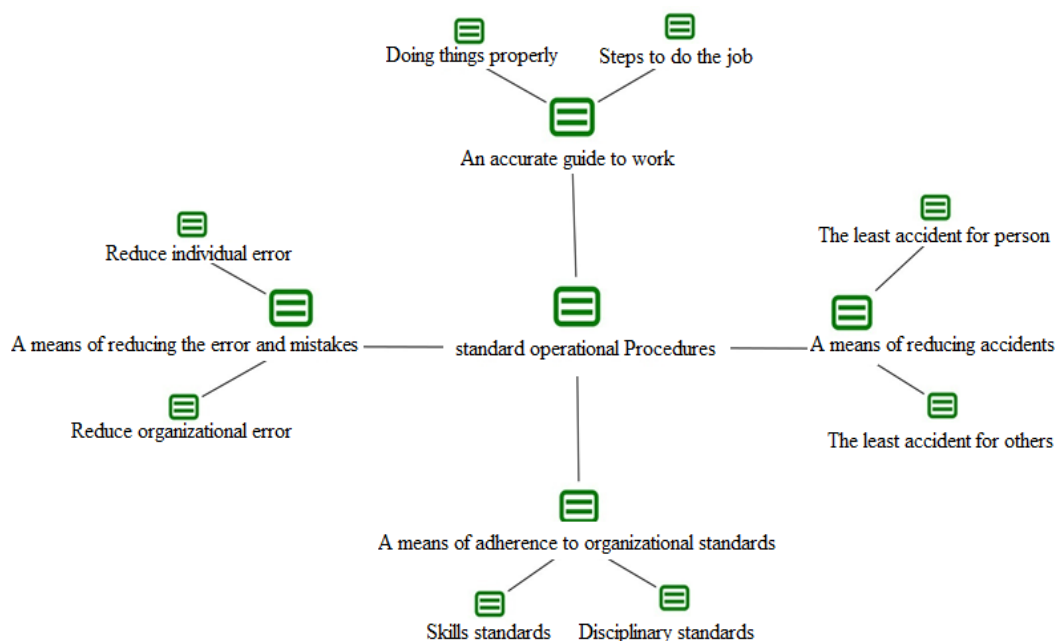 Doing things properly
Steps to do the job
An accurate guide to work
Reduce individual error
The least accident for person
A means of reducing the error and mistakes
standard operational Procedures
A means of reducing accidents
Reduce organizational error
The least accident for others
A means of adherence to organizational standards
Skills standards
Disciplinary standards